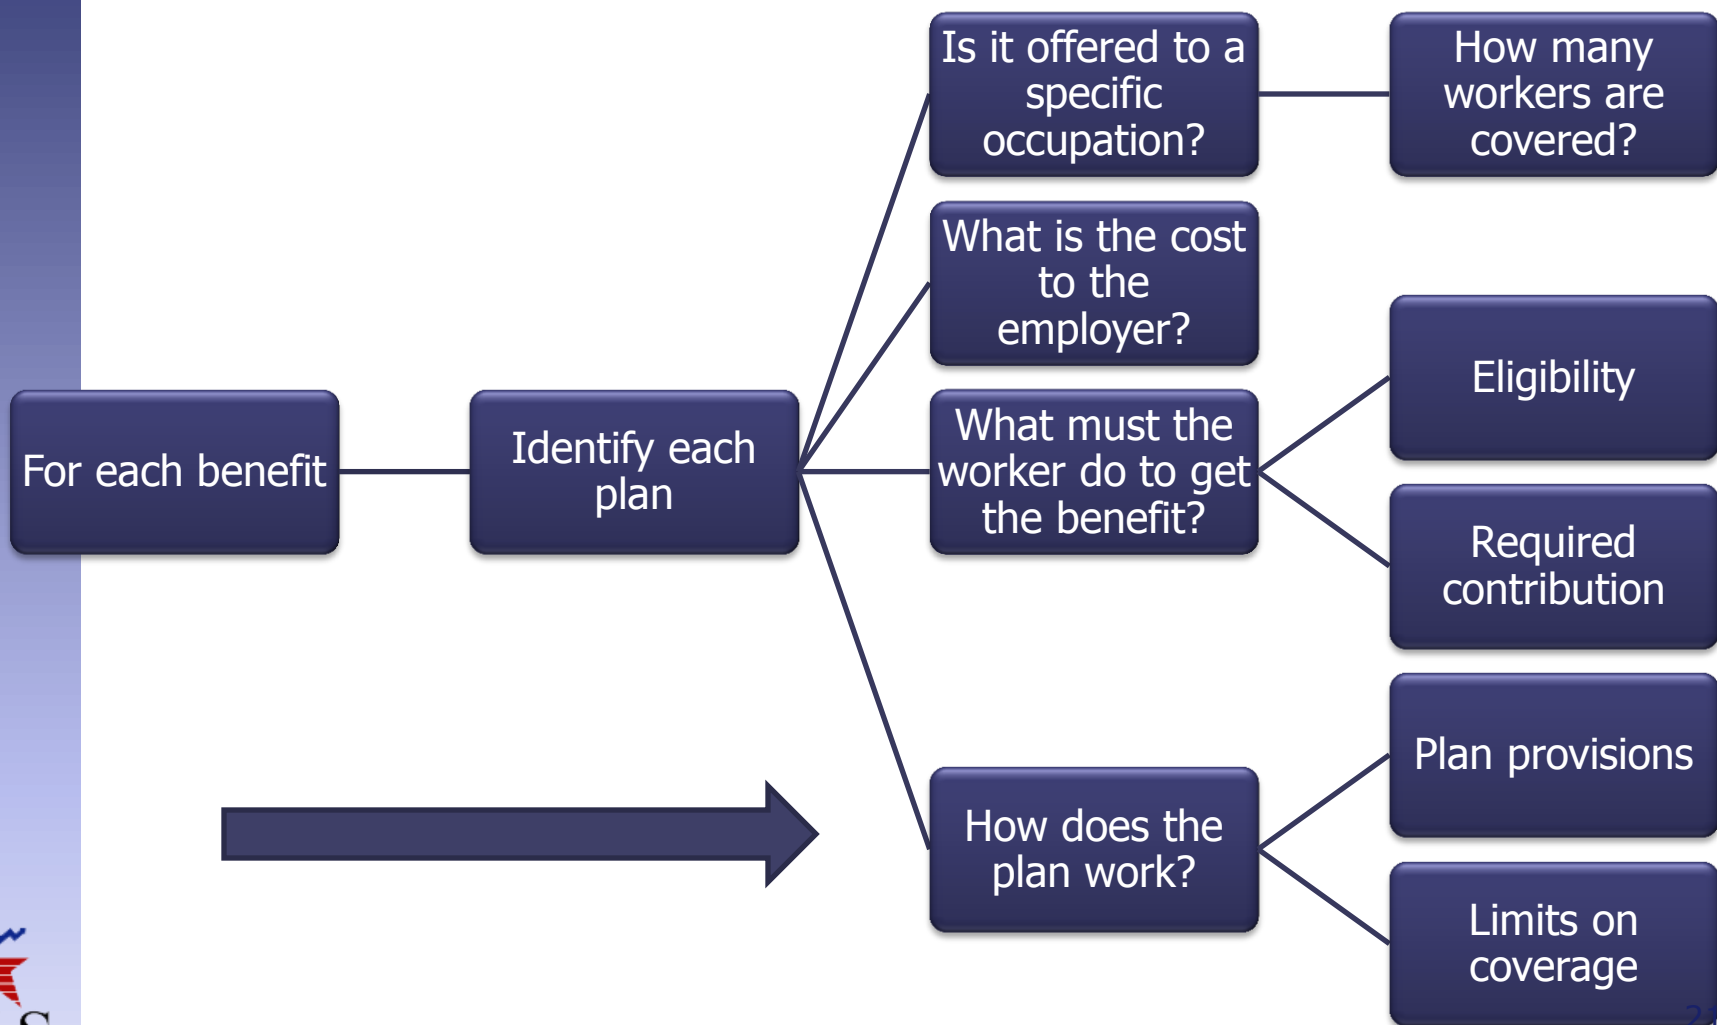 Is it offered to a
specific
occupation?
How many
workers are
covered?
What is the cost
to the
employer?
What must the
worker do to get
the benefit?
Eligibility
For each benefit
Identify each
plan
Required
contribution
Plan provisions
How does the
plan work?
Limits on
coverage
S